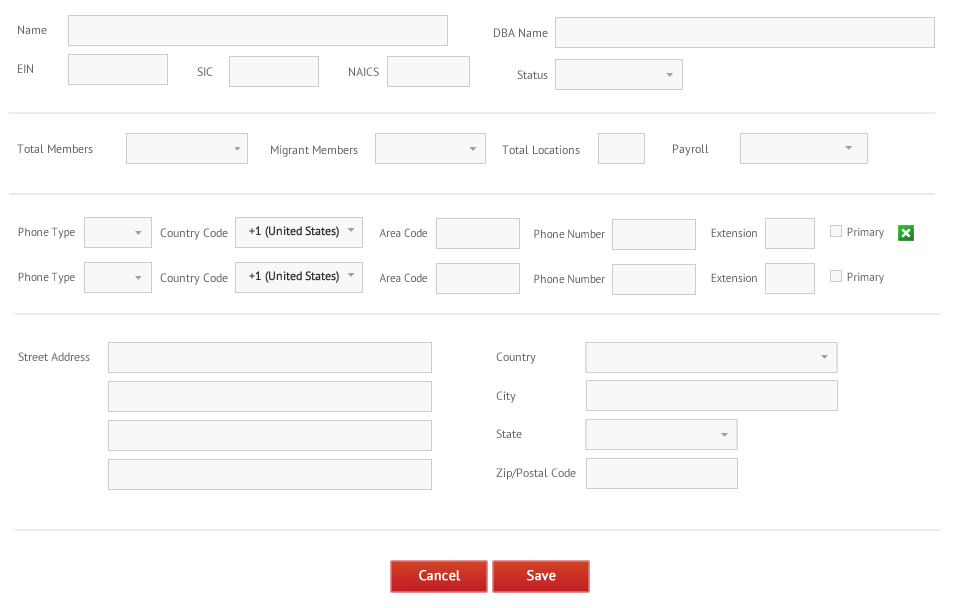 Name DBA Name
EIN SIC NAICS Status
Total Members Migrant Members Total Locations Payroll
Phone Type Country Code +1 (United States) Area Code Phone Number Extension Primary
Phone Type Country Code +1 (United States) Area Code Phone Number Extension Primary
Street Address Country
City
State
Zip/Postal Code
Cancel Save